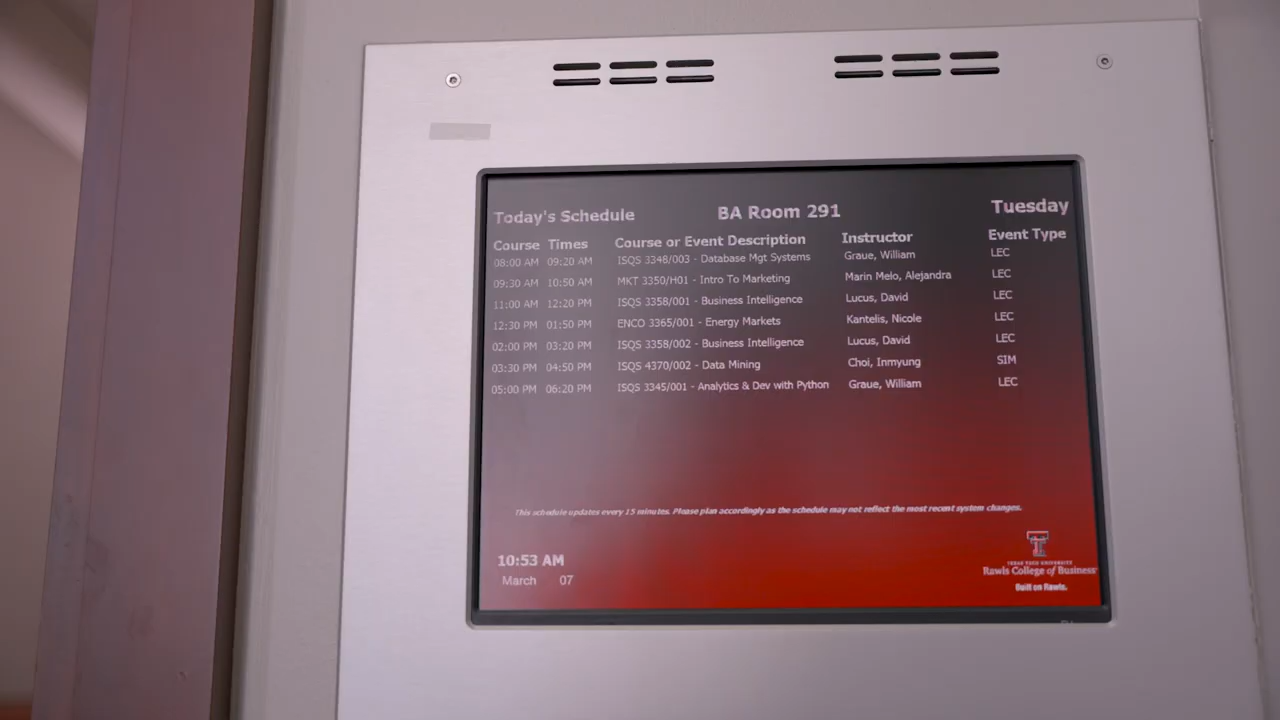 Today's Schedule BA Room 291 Tuesday
Course Times Course or Event Description Instructor Event Type
08:00 AM 09:20 AM ISQS 3348/003 - Database Mgt Systems Graue, William LEC
09:30 AM 10:50 AM MKT 3350/H01 - Intro To Marketing Marin Melo, Alejandra LEC
11:00 AM 12:20 PM ISQS 3358/001 - Business Intelligence Lucus, David LEC
12:30 PM 01:50 PM ENCO 3365/001 - Energy Markets Kantelis, Nicole LEC
02:00 PM 03:20 PM ISQS 3358/002 - Business Intelligence Lucus, David LEC
03:30 PM 04:50 PM ISQS 4370/002 - Data Mining Choi, Inmyung SIM
05:00 PM 06:20 PM ISQS 3345/001 - Analytics & Dev with Python Graue, William LEC
This schedule updates every 15 minutes. Please plan accordingly as the schedule may not reflect the most recent system changes.
10:53 AM
March 07
TEXAS TECH UNIVERSITY
Rawls College of Business
Built on Rawls.